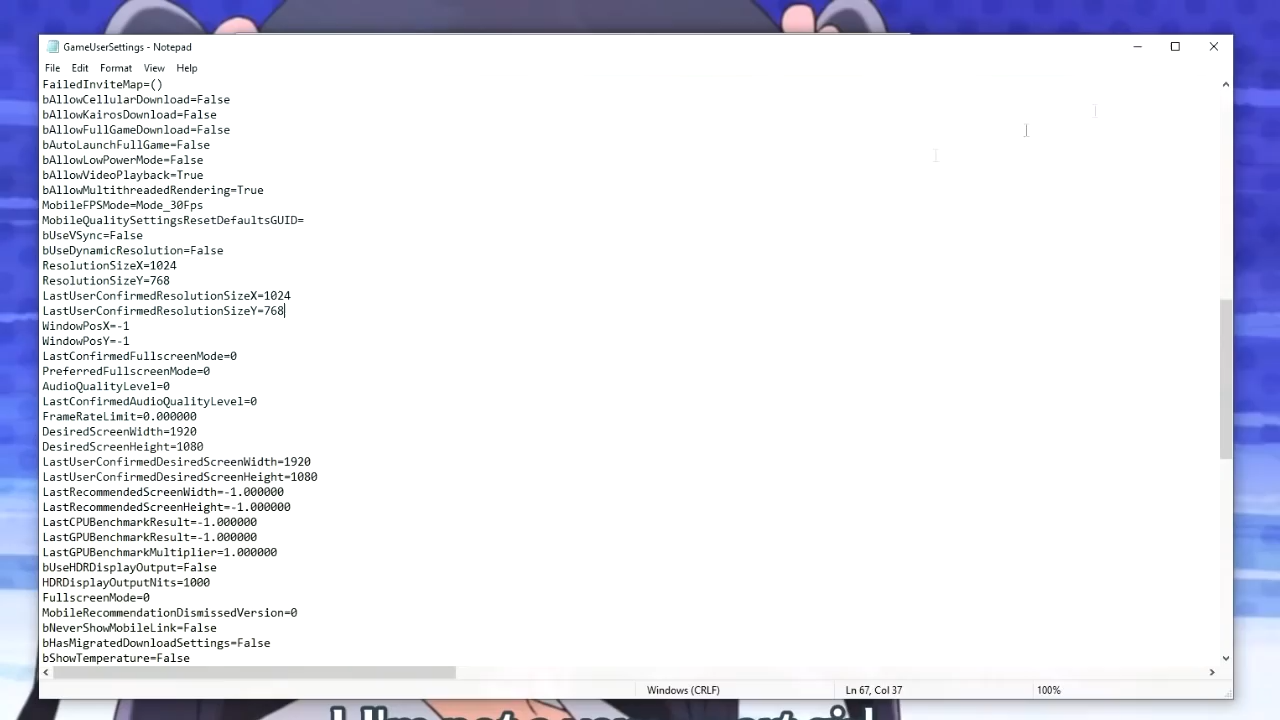 GameUserSettings - Notepad
File Edit Format View Help
FailedInviteMap=()
bAllowCellularDownload=False
bAllowKairosDownload=False
bAllowFullGameDownload=False
bAutoLaunchFullGame=False
bAllowLowPowerMode=False
bAllowVideoPlayback=True
bAllowMultithreadedRendering=True
MobileFPSMode=Mode_30Fps
MobileQualitySettingsResetDefaultsGUID=
bUseVSync=False
bUseDynamicResolution=False
ResolutionSizeX=1024
ResolutionSizeY=768
LastUserConfirmedResolutionSizeX=1024
LastUserConfirmedResolutionSizeY=768
WindowPosX=-1
WindowPosY=-1
LastConfirmedFullscreenMode=0
PreferredFullscreenMode=0
AudioQualityLevel=0
LastConfirmedAudioQualityLevel=0
FrameRateLimit=0.000000
DesiredScreenWidth=1920
DesiredScreenHeight=1080
LastUserConfirmedDesiredScreenWidth=1920
LastUserConfirmedDesiredScreenHeight=1080
LastRecommendedScreenWidth=-1.000000
LastRecommendedScreenHeight=-1.000000
LastCPUBenchmarkResult=-1.000000
LastGPUBenchmarkResult=-1.000000
LastGPUBenchmarkMultiplier=1.000000
bUseHDRDisplayOutput=False
HDRDisplayOutputNits=1000
FullscreenMode=0
MobileRecommendationDismissedVersion=0
bNeverShowMobileLink=False
bHasMigratedDownloadSettings=False
bShowTemperature=False
Windows (CRLF) Ln 67, Col 37 100%
I-I'm not a